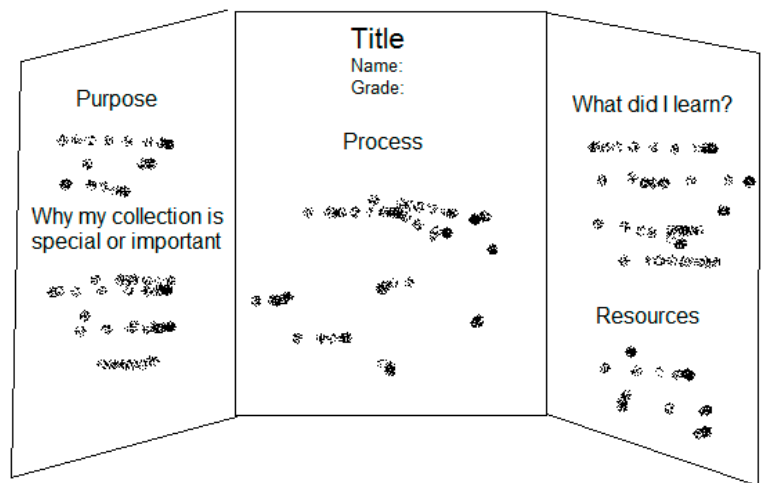 Purpose
Why my collection is
special or important
Title
Name:
Grade:
Process
What did I learn?
Resources